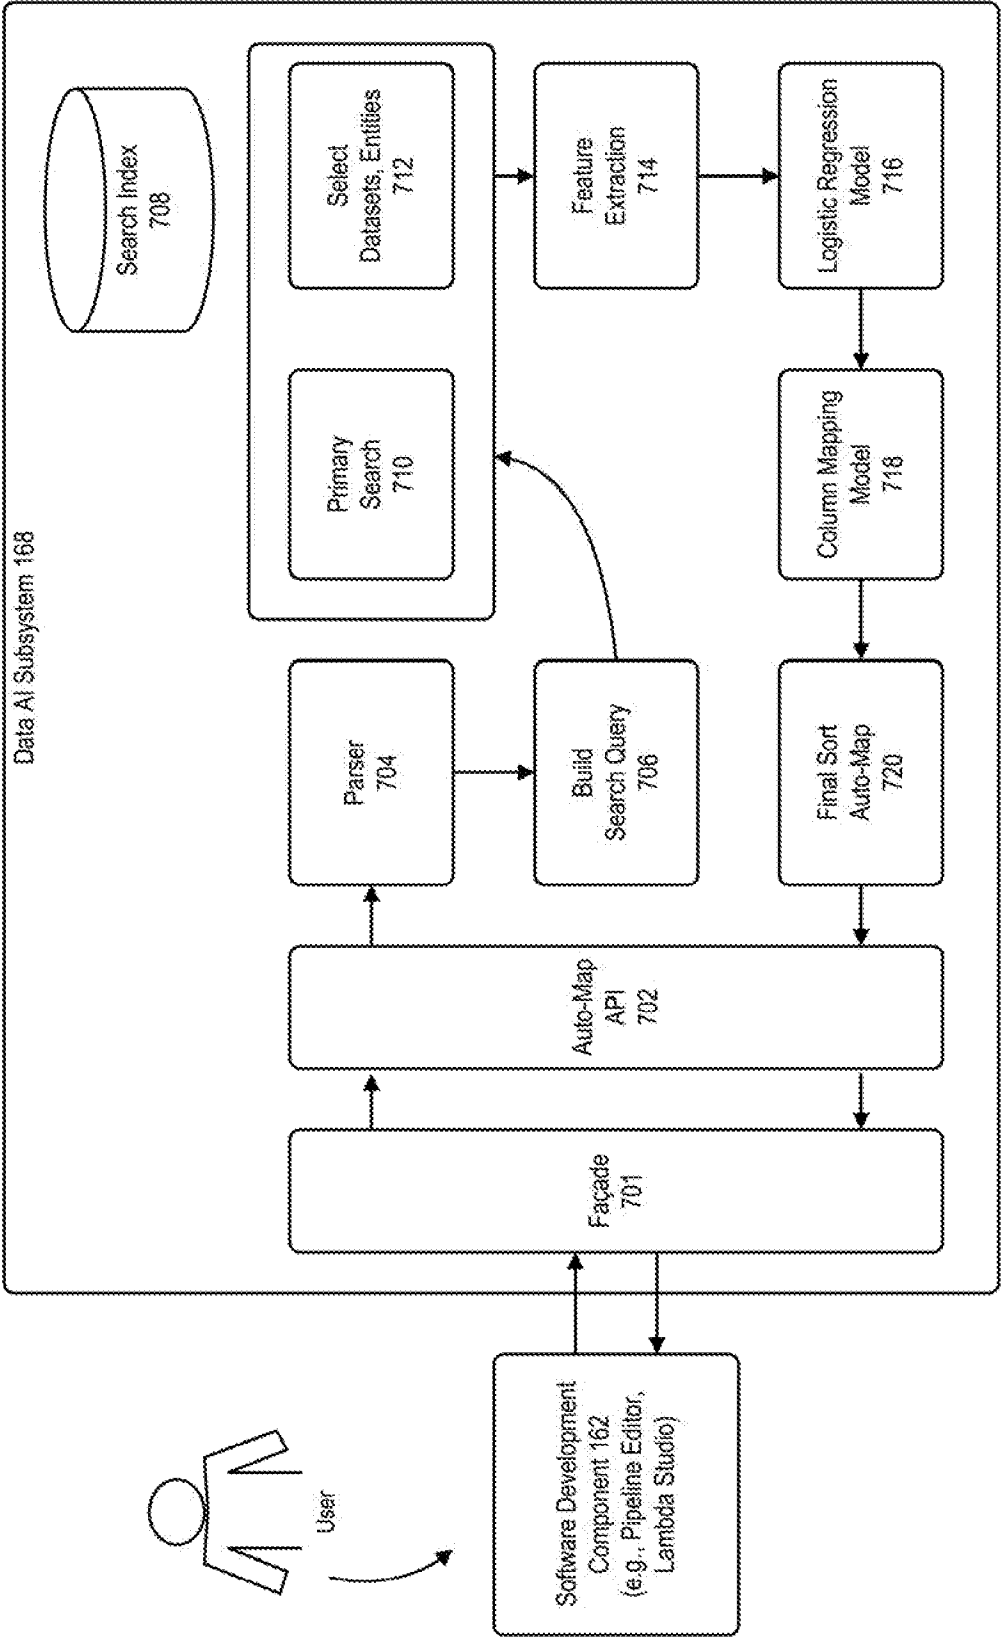 Data AI Subsystem 168
User
Software Development
Component 162
(e.g., Pipeline Editor,
Lambda Studio)
Façade
701
Auto-Map
API
702
Parser
704
Build
Search Query
706
Search Index
708
Primary
Search
710
Select
Datasets, Entities
712
Feature
Extraction
714
Logistic Regression
Model
716
Column Mapping
Model
718
Final Sort
Auto-Map
720